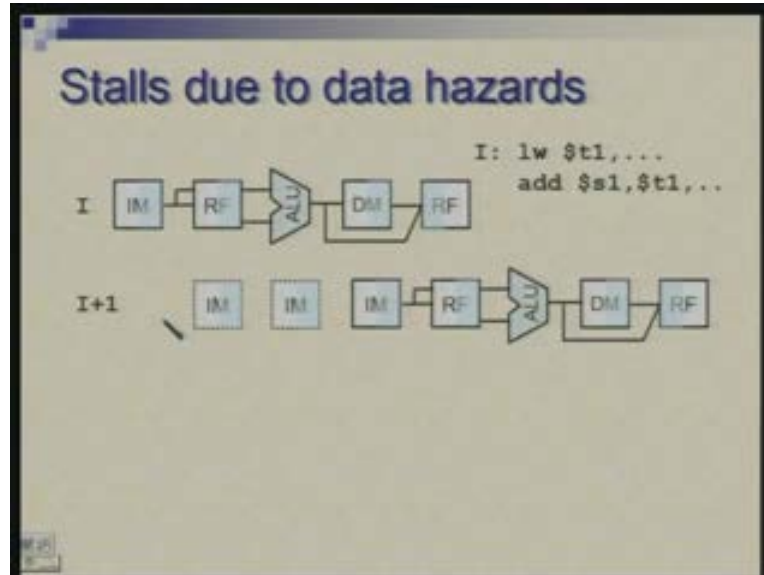 Stalls due to data hazards
I: lw $t1,...
add $s1,$t1,..
I IM RF ALU DM RF
I+1 IM IM IM RF ALU DM RF